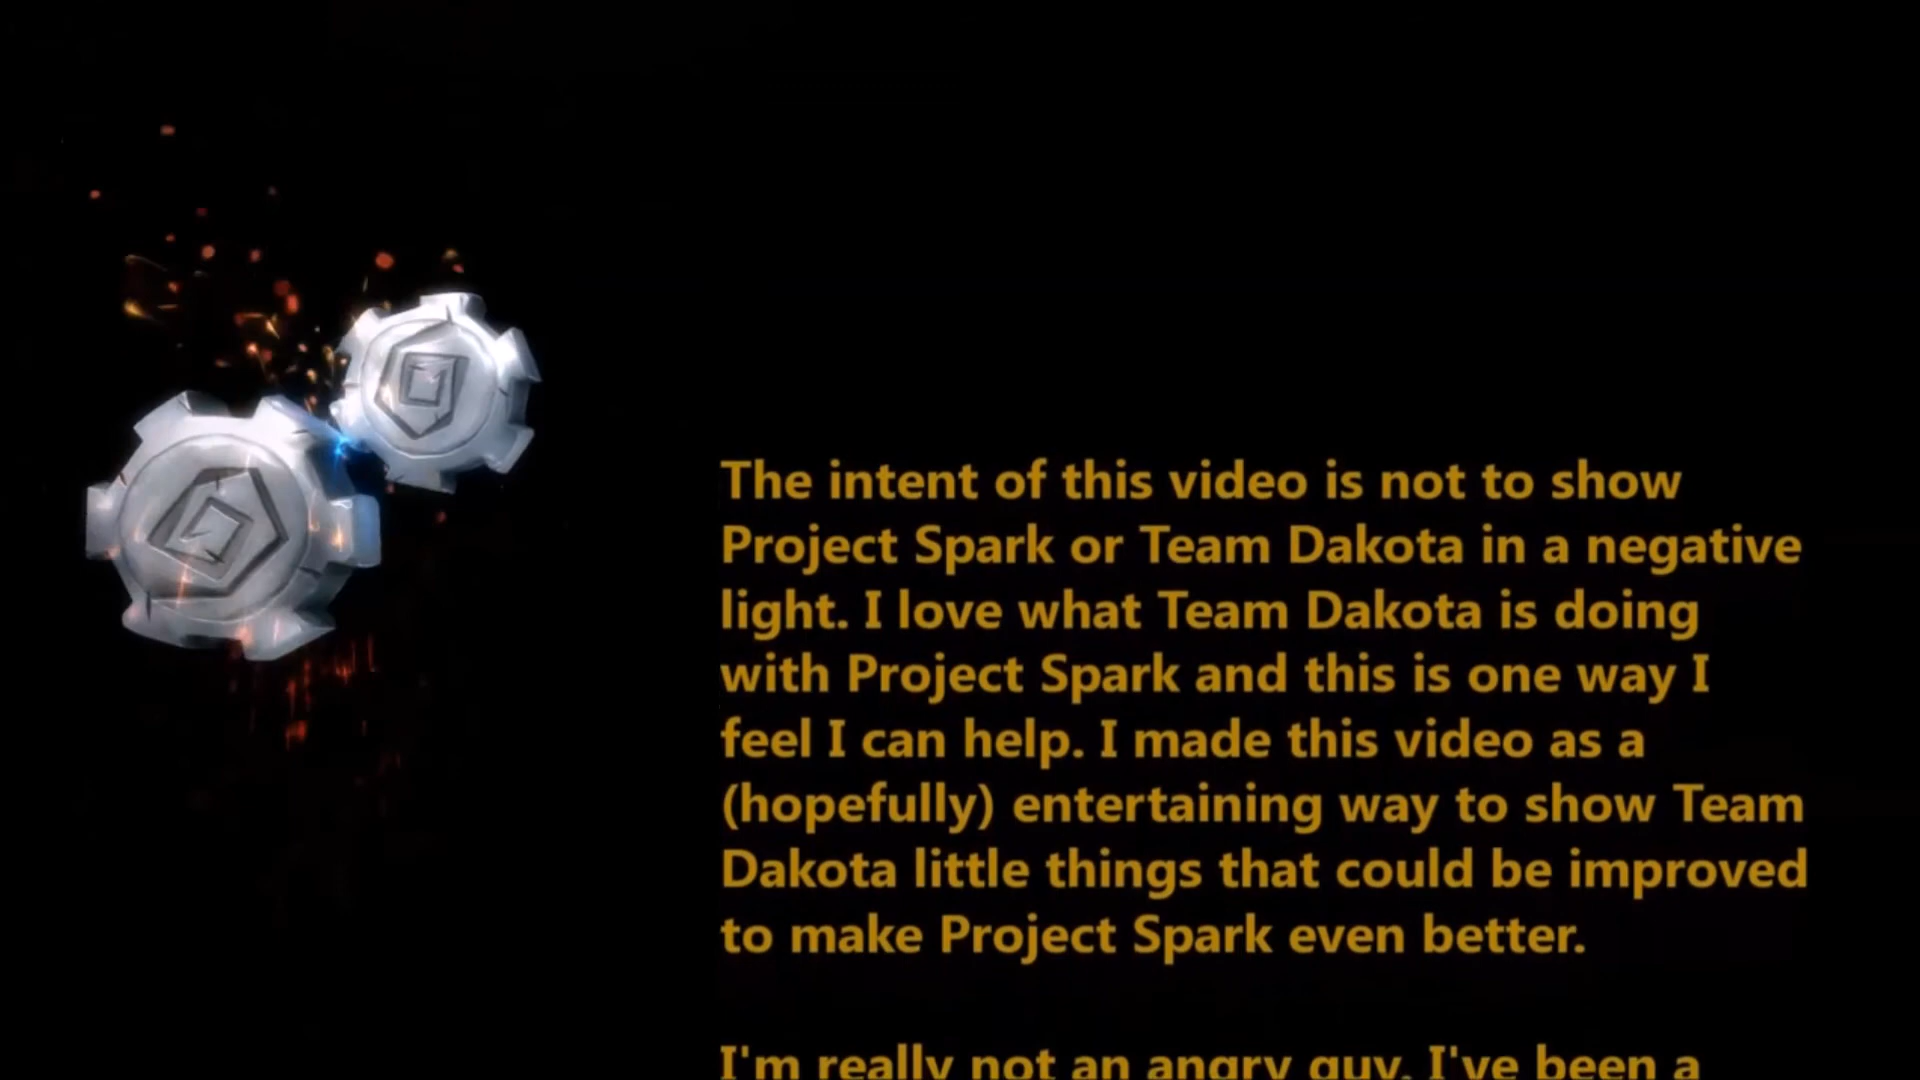 The intent of this video is not to show
Project Spark or Team Dakota in a negative
light. I love what Team Dakota is doing
with Project Spark and this is one way I
feel I can help. I made this video as a
(hopefully) entertaining way to show Team
Dakota little things that could be improved
to make Project Spark even better.
I'm really not an angry guy. I've been a